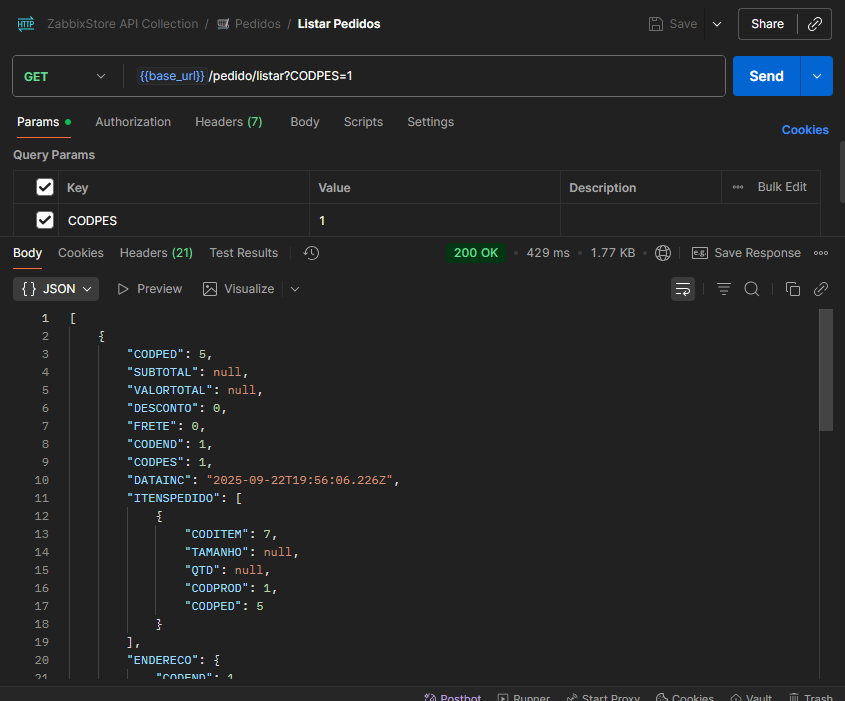 HTTP ZabbixStore API Collection / 🛒 Pedidos / Listar Pedidos Save Share
GET {{base_url}} /pedido/listar?CODPES=1 Send
Params Authorization Headers (7) Body Scripts Settings Cookies
Query Params
Key Value Description Bulk Edit
CODPES 1
Body Cookies Headers (21) Test Results 200 OK 429 ms 1.77 KB e.g. Save Response
{} JSON Preview Visualize
1 [
2 {
3 "CODPED": 5,
4 "SUBTOTAL": null,
5 "VALORTOTAL": null,
6 "DESCONTO": 0,
7 "FRETE": 0,
8 "CODEND": 1,
9 "CODPES": 1,
10 "DATAINC": "2025-09-22T19:56:06.226Z",
11 "ITENSPEDIDO": [
12 {
13 "CODITEM": 7,
14 "TAMANHO": null,
15 "QTD": null,
16 "CODPROD": 1,
17 "CODPED": 5
18 }
19 ],
20 "ENDERECO": {
21 "CODEND": 1
Postbot Runner Start Proxy Cookies Vault Trash